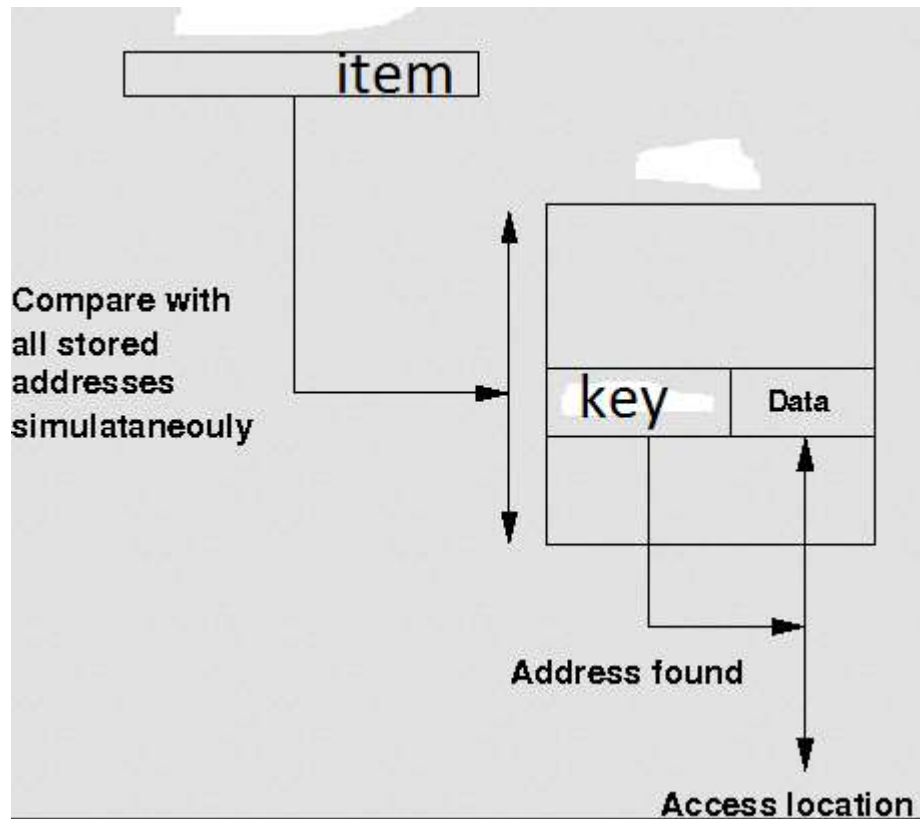 item
Compare with
all stored
addresses
simulataneouly
key
Data
Address found
Access location